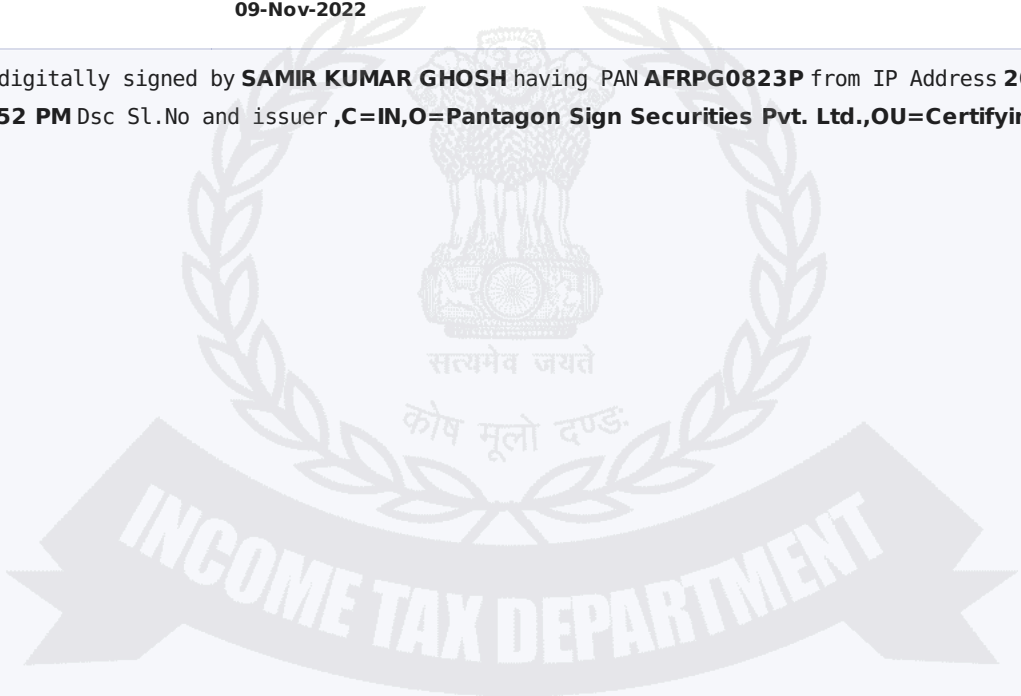 09-Nov-2022
digitally signed by SAMIR KUMAR GHOSH having PAN AFRPG0823P from IP Address
52 PM Dsc Sl.No and issuer ,C=IN,O=Pantagon Sign Securities Pvt. Ltd.,OU=Certifyin
सत्यमेव जयते
कोष मूलो दण्डः
INCOME TAX DEPARTMENT